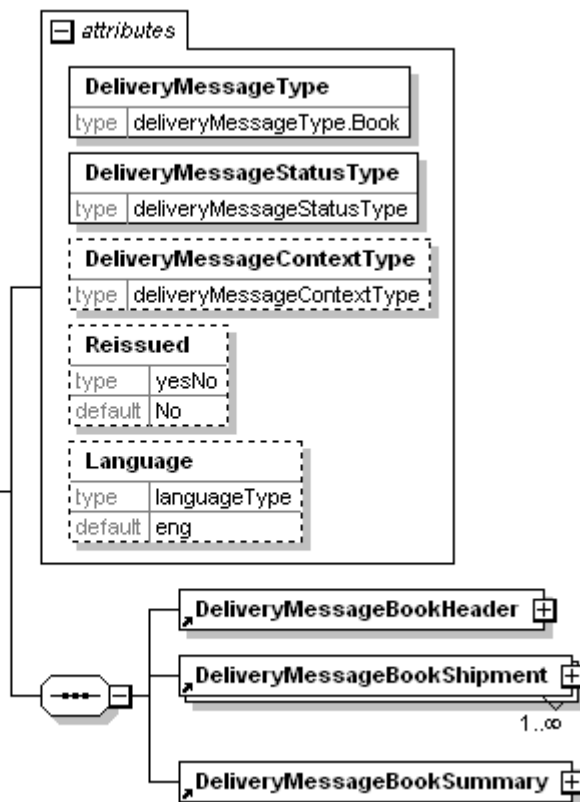 attributes
DeliveryMessageType
type deliveryMessageType.Book
DeliveryMessageStatusType
type deliveryMessageStatusType
DeliveryMessageContextType
type deliveryMessageContextType
Reissued
type yesNo
default No
Language
type languageType
default eng
DeliveryMessageBookHeader
DeliveryMessageBookShipment
1..∞
DeliveryMessageBookSummary